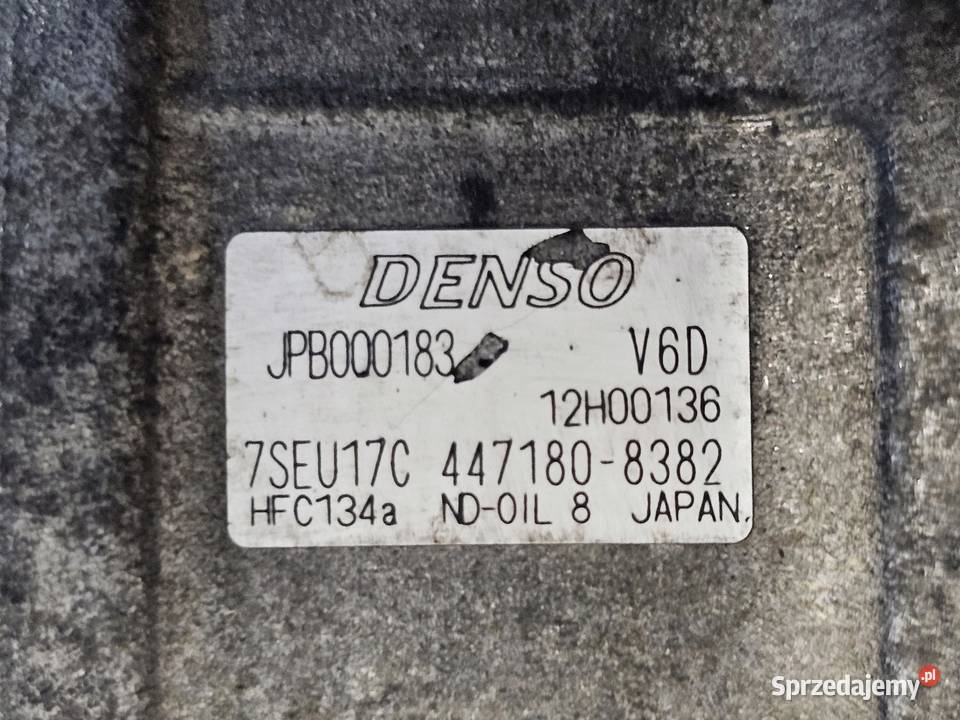 DENSO
JPB000183 V6D
12H00136
7SEU17C 447180-8382
HFC134a ND-OIL 8 JAPAN.
Sprzedajemy.pl